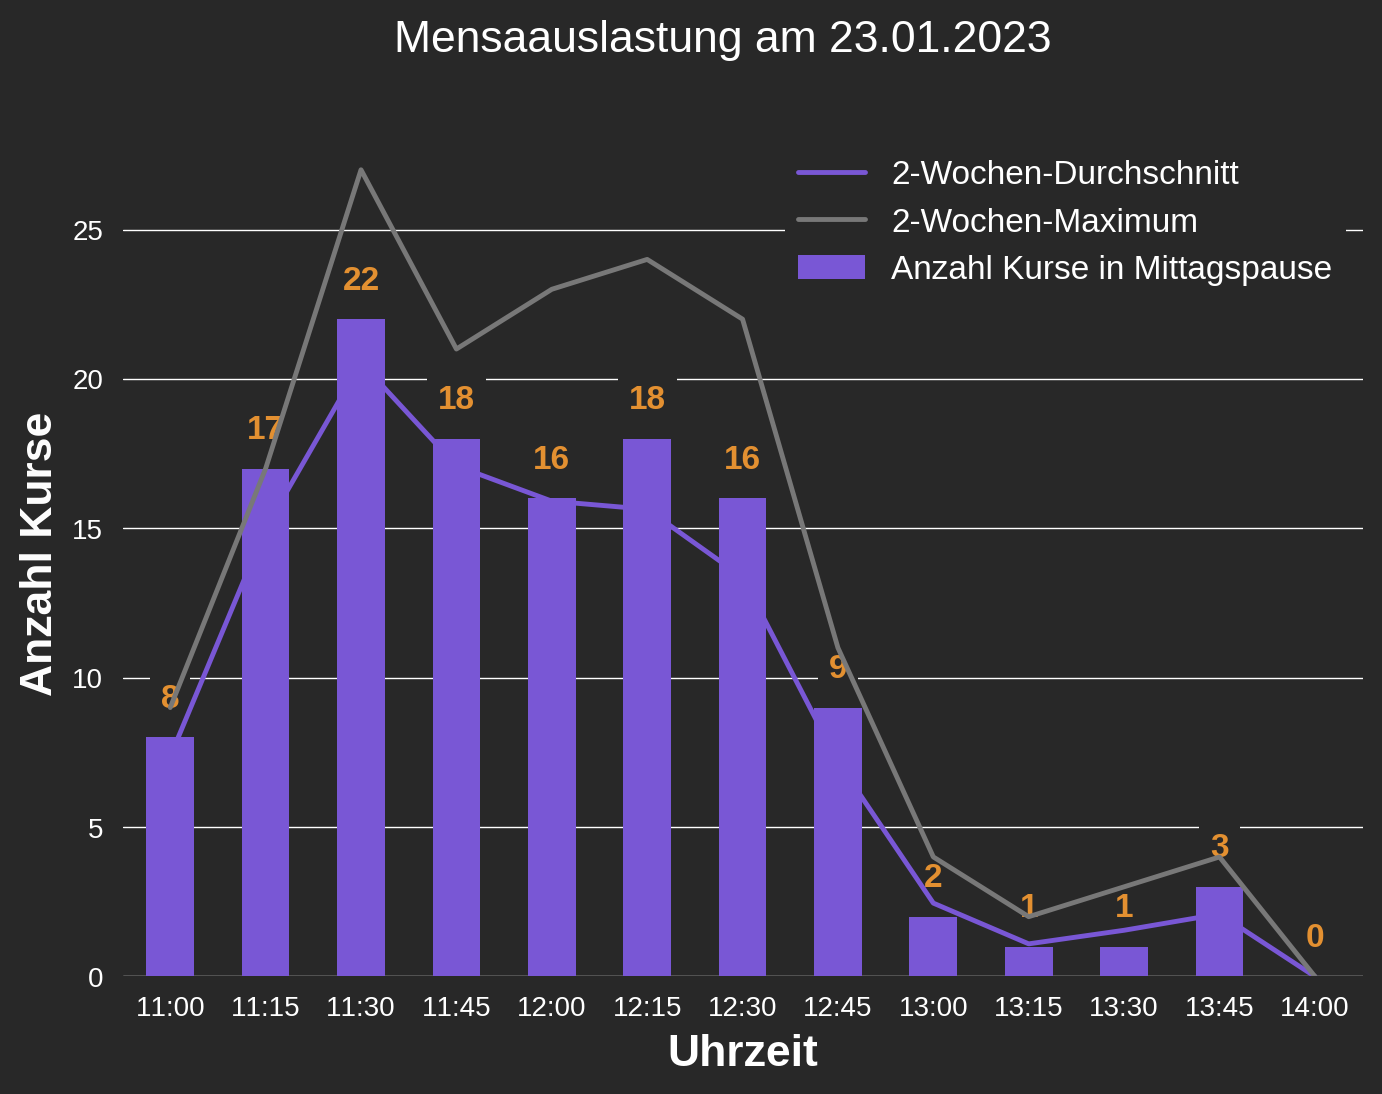 Mensaauslastung am 23.01.2023
2-Wochen-Durchschnitt
2-Wochen-Maximum
Anzahl Kurse in Mittagspause
Anzahl Kurse
25
20
15
10
5
0
8
17
22
18
16
18
16
9
2
1
1
3
0
11:00 11:15 11:30 11:45 12:00 12:15 12:30 12:45 13:00 13:15 13:30 13:45 14:00
Uhrzeit